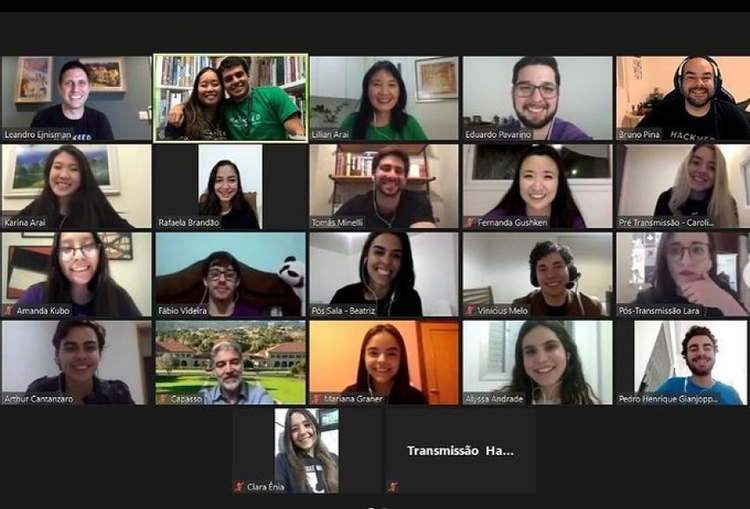 Leandro Ejnisman
Lilian Arai
Eduardo Pavarino
Bruno Pina
HACKMED
Karina Arai
Rafaela Brandão
Tomás Minelli
Fernanda Gushken
Pré Transmissão - Caroli...
Amanda Kubo
Fábio Videira
Pós Sala - Beatriz
Vinícius Melo
Pós-Transmissão Lara
Arthur Cantanzaro
Capasso
Mariana Graner
Alyssa Andrade
Pedro Henrique Gianjopp...
Transmissão Ha...
Clara Énia